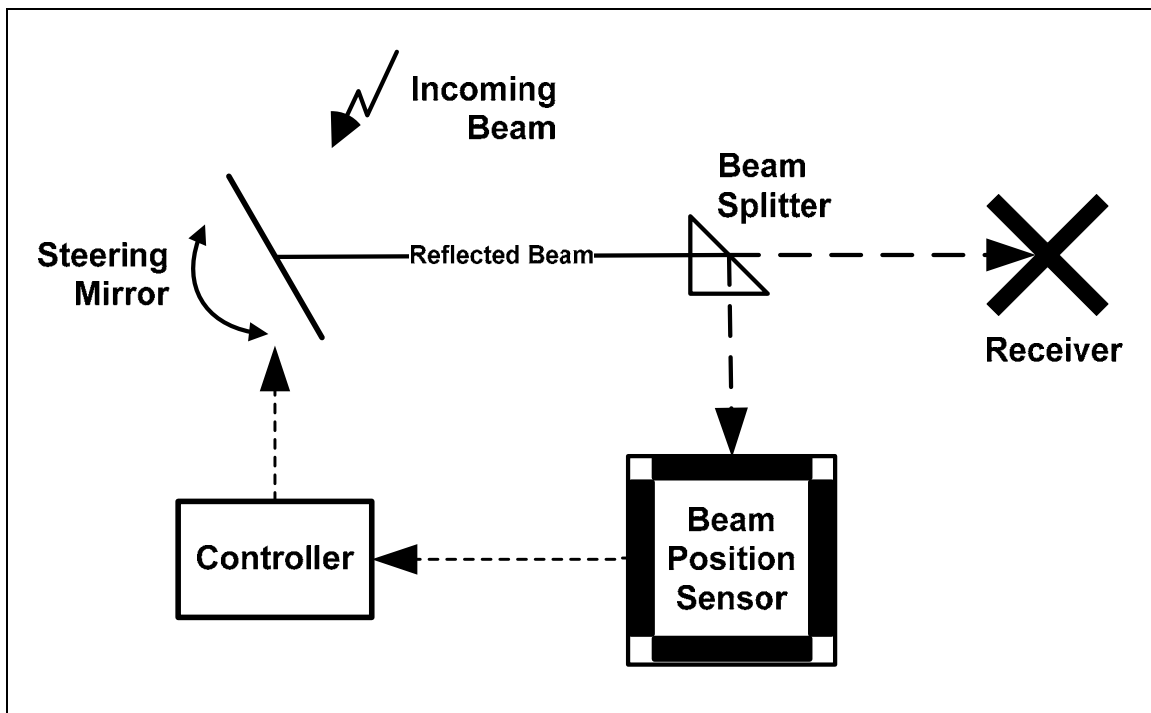 Incoming
Beam
Beam
Splitter
Steering
Mirror
Reflected Beam
Receiver
Controller
Beam
Position
Sensor